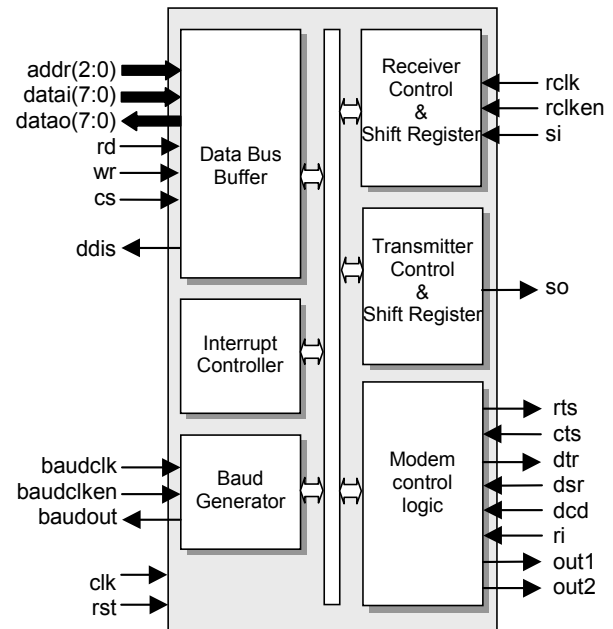 addr(2:0)
datai(7:0)
datao(7:0)
rd
wr
cs
ddis
Data Bus
Buffer
Receiver
Control
&
Shift Register
rclk
rclken
si
Transmitter
Control
&
Shift Register
so
Interrupt
Controller
baudclk
baudclken
baudout
Baud
Generator
Modem
control
logic
rts
cts
dtr
dsr
dcd
ri
out1
out2
clk
rst